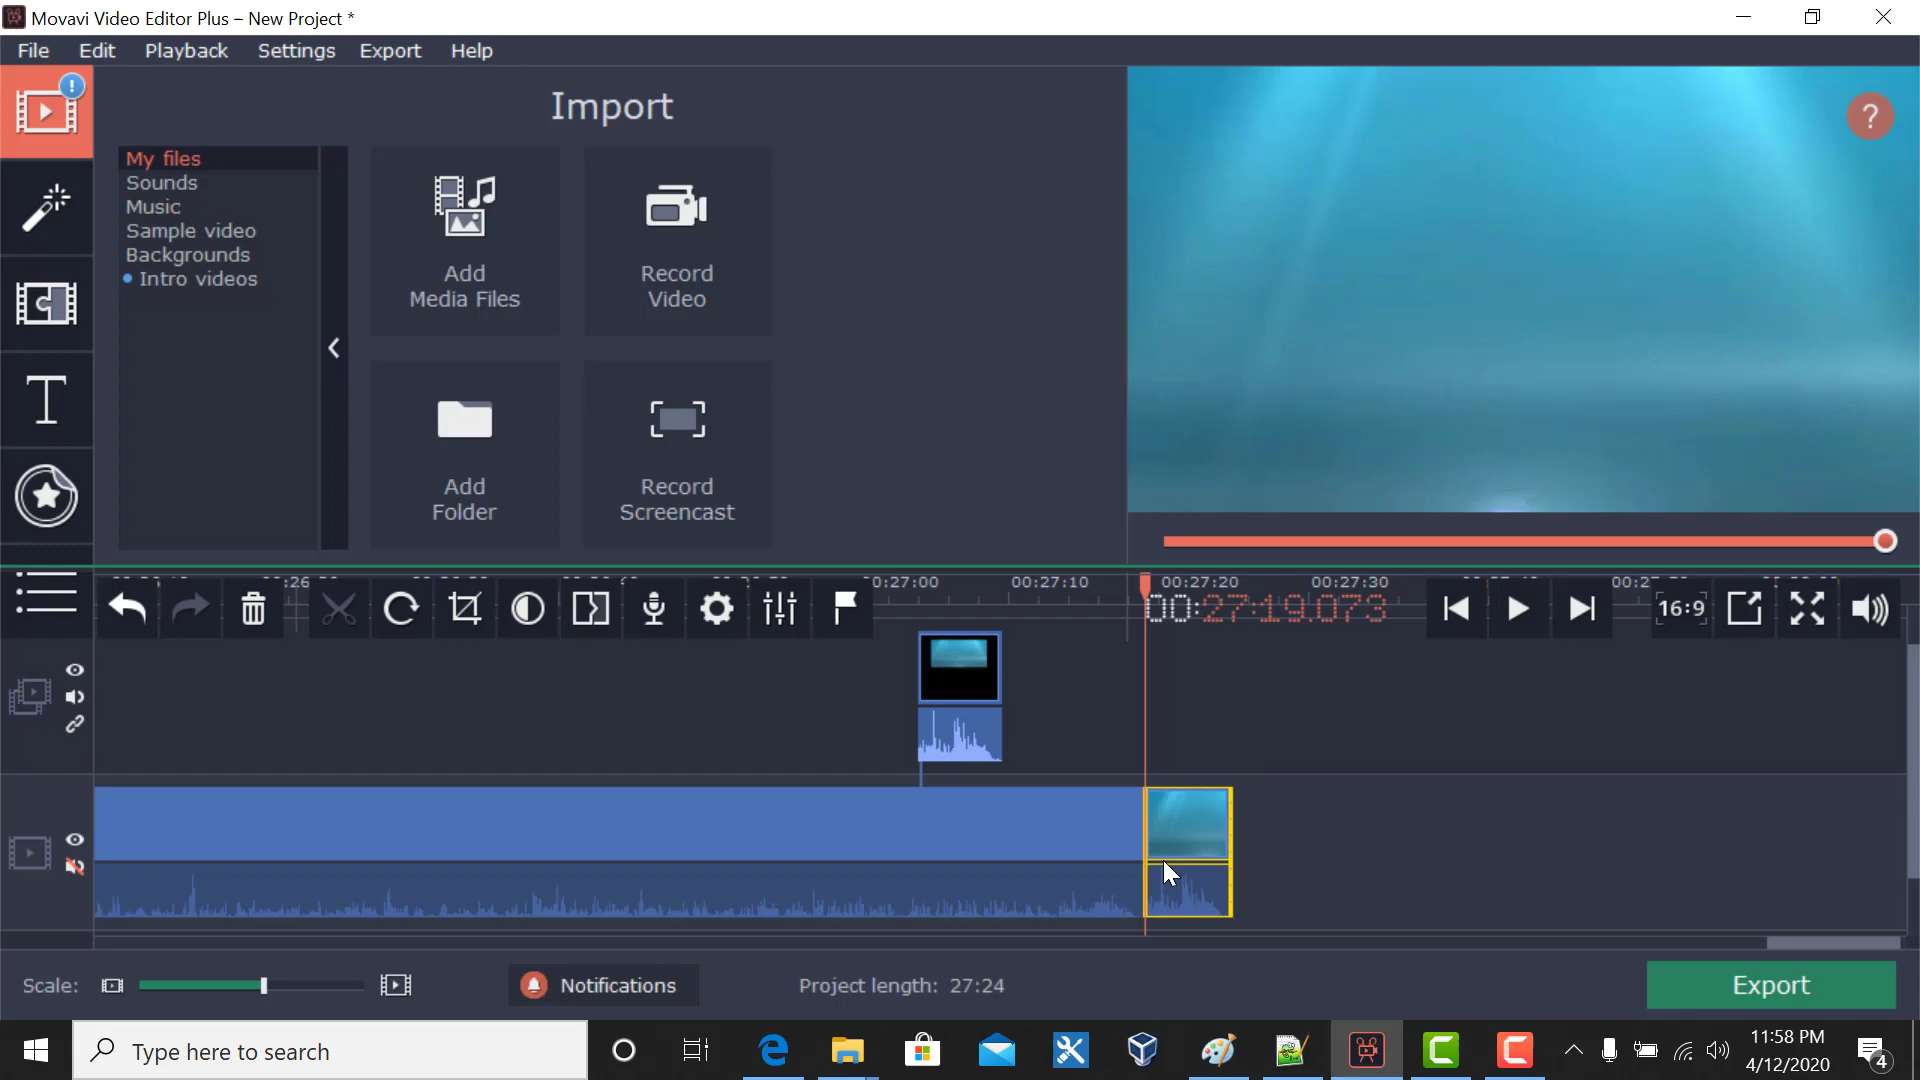 Movavi Video Editor Plus – New Project *
File Edit Playback Settings Export Help
Import
?
My files
Sounds
Music
Sample video
Backgrounds
Intro videos
Add
Media Files
Record
Video
Add
Folder
Record
Screencast
00:27:00 00:27:10 00:27:20 00:27:30
00:27:19.073
16:9
Scale:
Notifications
Project length: 27:24
Export
Type here to search
11:58 PM
4/12/2020
4